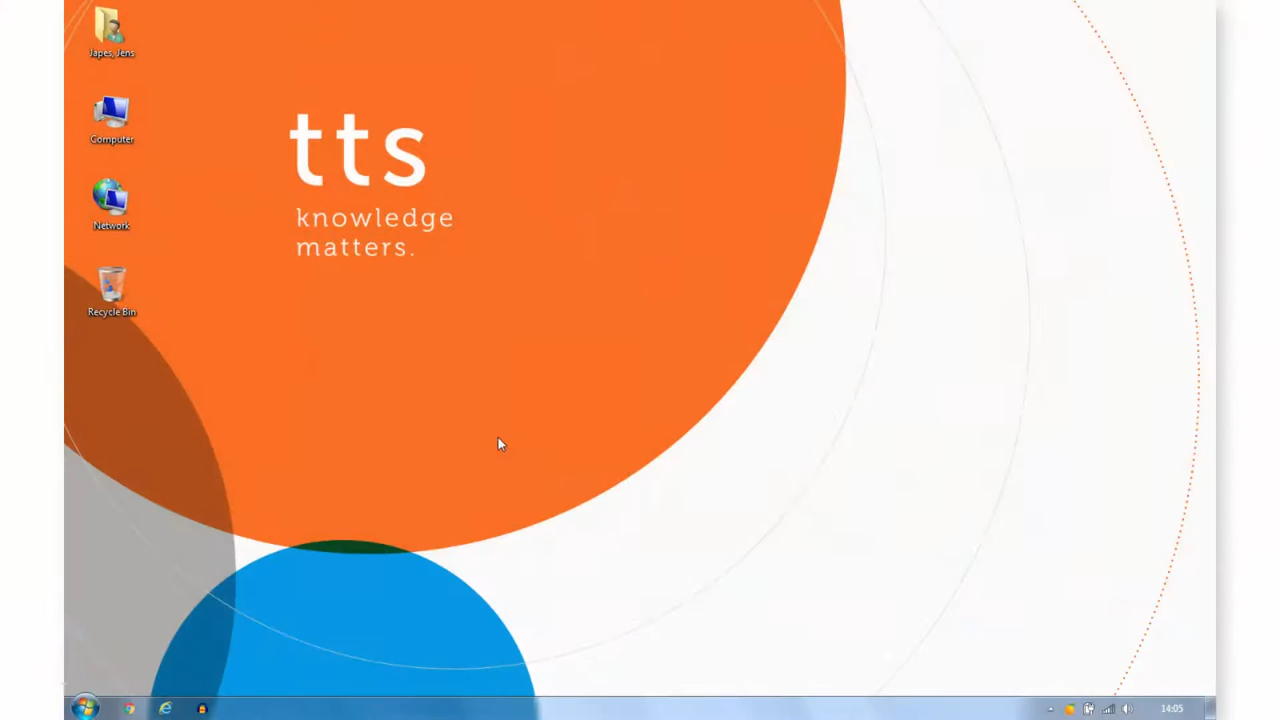 Japes, Jens
Computer
Network
Recycle Bin
tts
knowledge
matters.
14:05